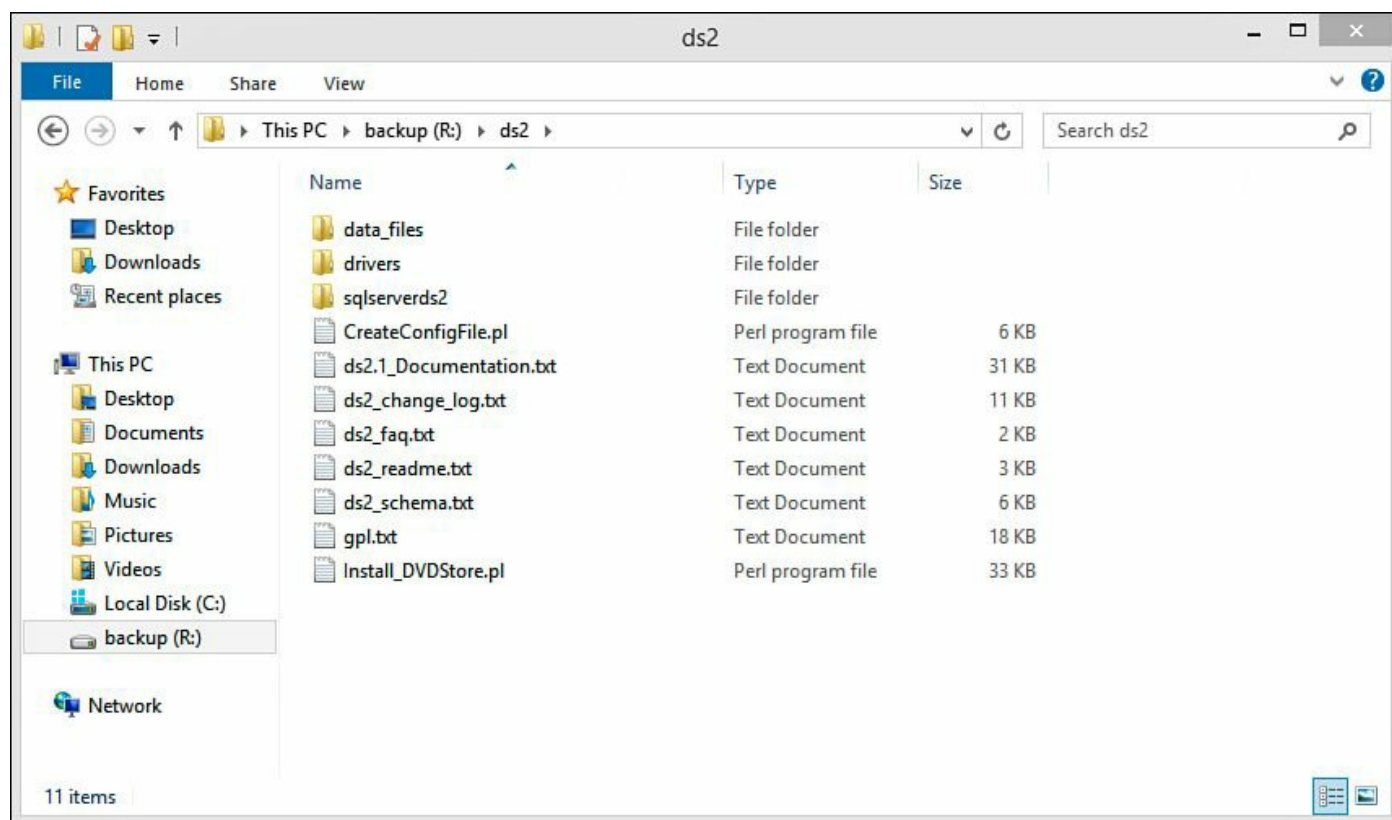 ds2
File Home Share View
This PC backup (R:) ds2 Search ds2
Favorites
Desktop
Downloads
Recent places
This PC
Desktop
Documents
Downloads
Music
Pictures
Videos
Local Disk (C:)
backup (R:)
Network
Name Type Size
data_files File folder
drivers File folder
sqlserverds2 File folder
CreateConfigFile.pl Perl program file 6 KB
ds2.1_Documentation.txt Text Document 31 KB
ds2_change_log.txt Text Document 11 KB
ds2_faq.txt Text Document 2 KB
ds2_readme.txt Text Document 3 KB
ds2_schema.txt Text Document 6 KB
gpl.txt Text Document 18 KB
Install_DVDStore.pl Perl program file 33 KB
11 items